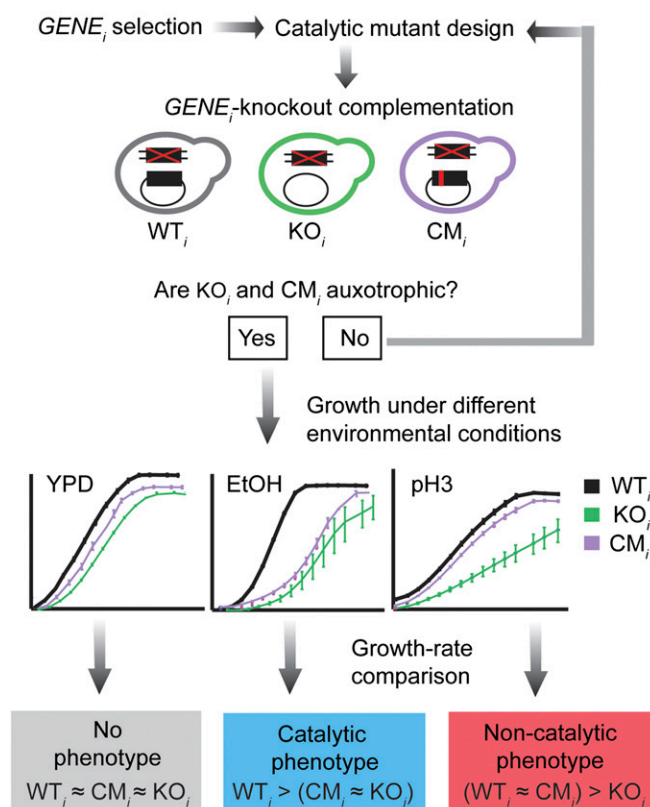 GENEi selection
Catalytic mutant design
GENEi-knockout complementation
WTi
KOi
CMi
Are KOi and CMi auxotrophic?
Yes
No
Growth under different
environmental conditions
YPD
EtOH
pH3
WTi
KOi
CMi
Growth-rate
comparison
No
phenotype
WTi ≈ CMi ≈ KOi
Catalytic
phenotype
WTi > (CMi ≈ KOi)
Non-catalytic
phenotype
(WTi ≈ CMi) > KOi